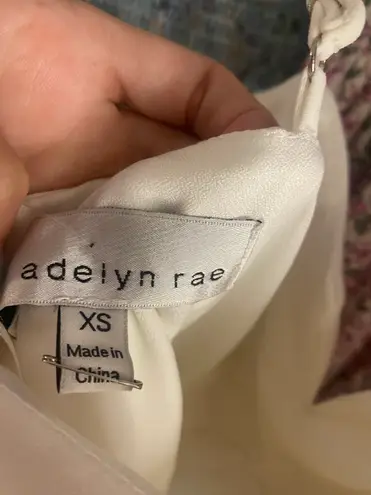 adelyn rae
XS
Made in
China